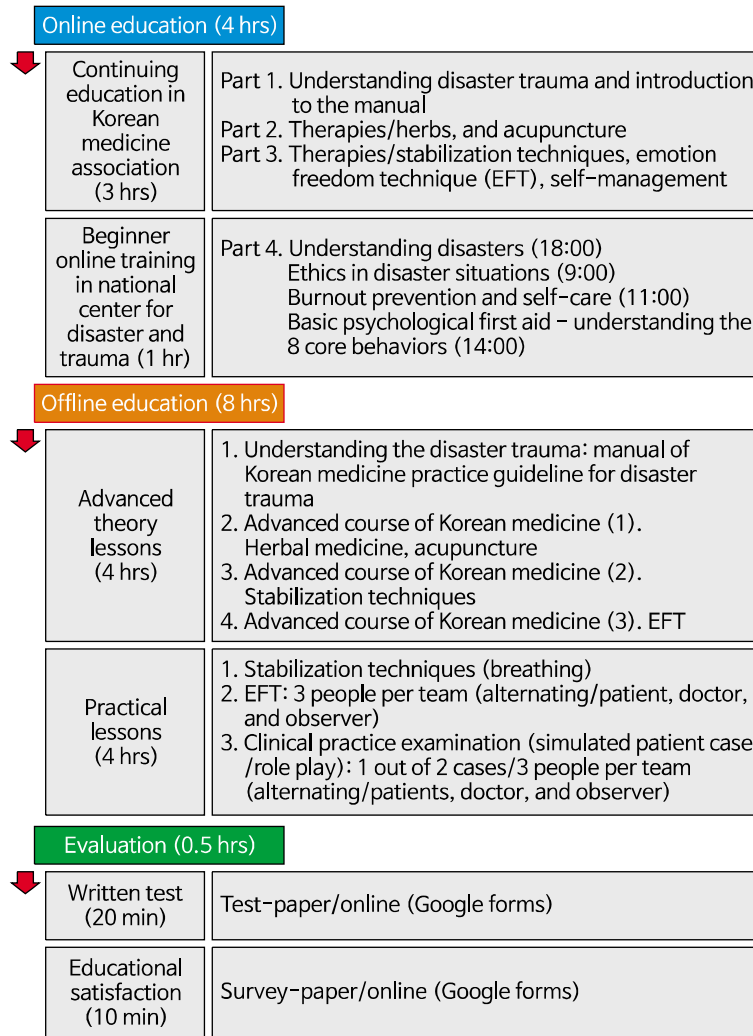 Online education (4 hrs)
Continuing
education in
Korean
medicine
association
(3 hrs)
Part 1. Understanding disaster trauma and introduction
to the manual
Part 2. Therapies/herbs, and acupuncture
Part 3. Therapies/stabilization techniques, emotion
freedom technique (EFT), self-management
Beginner
online training
in national
center for
disaster and
trauma (1 hr)
Part 4. Understanding disasters (18:00)
Ethics in disaster situations (9:00)
Burnout prevention and self-care (11:00)
Basic psychological first aid – understanding the
8 core behaviors (14:00)
Offline education (8 hrs)
Advanced
theory
lessons
(4 hrs)
1. Understanding the disaster trauma: manual of
Korean medicine practice guideline for disaster
trauma
2. Advanced course of Korean medicine (1).
Herbal medicine, acupuncture
3. Advanced course of Korean medicine (2).
Stabilization techniques
4. Advanced course of Korean medicine (3). EFT
Practical
lessons
(4 hrs)
1. Stabilization techniques (breathing)
2. EFT: 3 people per team (alternating/patient, doctor,
and observer)
3. Clinical practice examination (simulated patient case
/role play): 1 out of 2 cases/3 people per team
(alternating/patients, doctor, and observer)
Evaluation (0.5 hrs)
Written test
(20 min)
Test-paper/online (Google forms)
Educational
satisfaction
(10 min)
Survey-paper/online (Google forms)